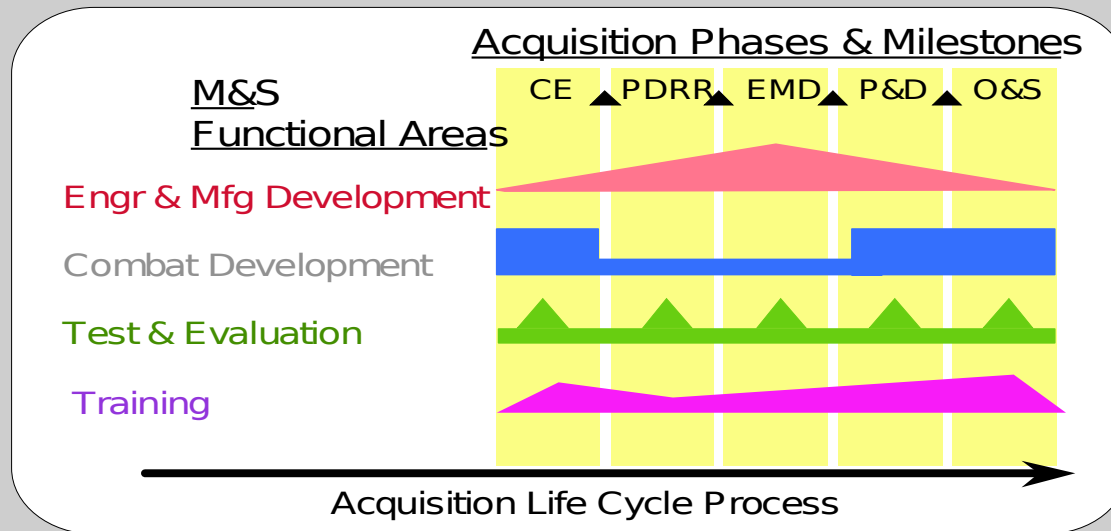 Acquisition Phases & Milestones
CE PDRR EMD P&D O&S
M&S
Functional Areas
Engr & Mfg Development
Combat Development
Test & Evaluation
Training
Acquisition Life Cycle Process